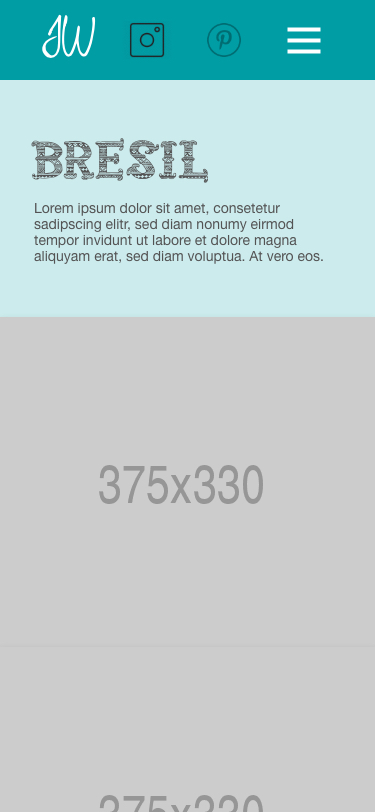 JW
BRESIL
Lorem ipsum dolor sit amet, consetetur
sadipscing elitr, sed diam nonumy eirmod
tempor invidunt ut labore et dolore magna
aliquyam erat, sed diam voluptua. At vero eos.
375x330
375x330